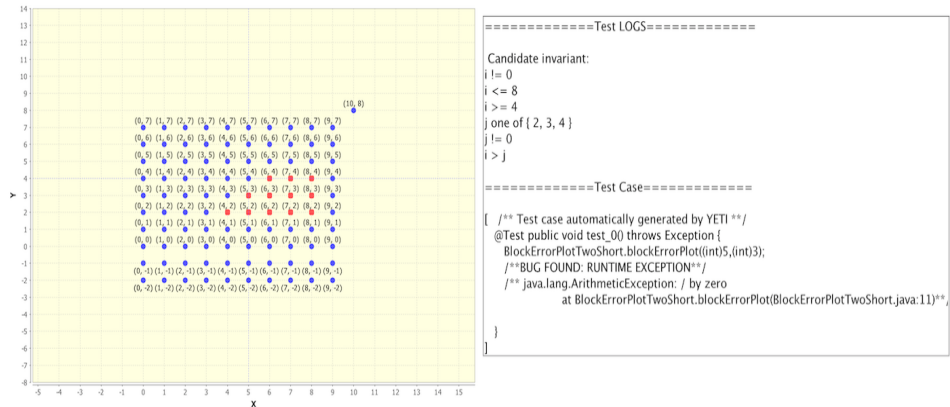 14
13
12
11
10
9
8
7
6
5
4
3
2
1
0
-1
-2
-3
-4
-5
-6
-7
-8
Y
(10, 8)
(0, 7) (1, 7) (2, 7) (3, 7) (4, 7) (5, 7) (6, 7) (7, 7) (8, 7) (9, 7)
(0, 6) (1, 6) (2, 6) (3, 6) (4, 6) (5, 6) (6, 6) (7, 6) (8, 6) (9, 6)
(0, 5) (1, 5) (2, 5) (3, 5) (4, 5) (5, 5) (6, 5) (7, 5) (8, 5) (9, 5)
(0, 4) (1, 4) (2, 4) (3, 4) (4, 4) (5, 4) (6, 4) (7, 4) (8, 4) (9, 4)
(0, 3) (1, 3) (2, 3) (3, 3) (4, 3) (5, 3) (6, 3) (7, 3) (8, 3) (9, 3)
(0, 2) (1, 2) (2, 2) (3, 2) (4, 2) (5, 2) (6, 2) (7, 2) (8, 2) (9, 2)
(0, 1) (1, 1) (2, 1) (3, 1) (4, 1) (5, 1) (6, 1) (7, 1) (8, 1) (9, 1)
(0, 0) (1, 0) (2, 0) (3, 0) (4, 0) (5, 0) (6, 0) (7, 0) (8, 0) (9, 0)
(0, -1) (1, -1) (2, -1) (3, -1) (4, -1) (5, -1) (6, -1) (7, -1) (8, -1) (9, -1)
(0, -2) (1, -2) (2, -2) (3, -2) (4, -2) (5, -2) (6, -2) (7, -2) (8, -2) (9, -2)
-5 -4 -3 -2 -1 0 1 2 3 4 5 6 7 8 9 10 11 12 13 14 15
X
=============Test LOGS=============
Candidate invariant:
i != 0
i <= 8
i >= 4
j one of { 2, 3, 4 }
j != 0
i > j
=============Test Case=============
[ /** Test case automatically generated by YETI **/
@Test public void test_0() throws Exception {
BlockErrorPlotTwoShort.blockErrorPlot((int)5,(int)3);
/**BUG FOUND: RUNTIME EXCEPTION**/
/** java.lang.ArithmeticException: / by zero
at BlockErrorPlotTwoShort.blockErrorPlot(BlockErrorPlotTwoShort.java:11)**/
}
]